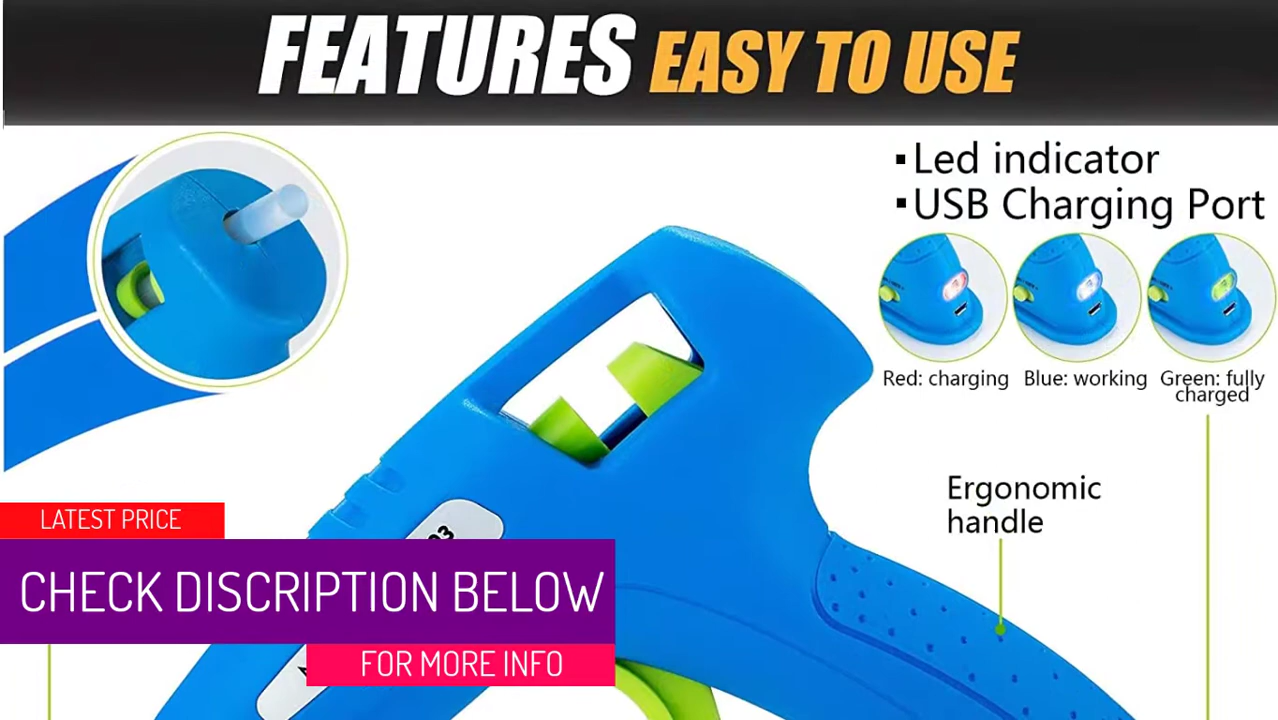 FEATURES EASY TO USE
▪Led indicator
▪USB Charging Port
Red: charging
Blue: working
Green: fully
charged
Ergonomic
handle
LATEST PRICE
CHECK DISCRIPTION BELOW
FOR MORE INFO